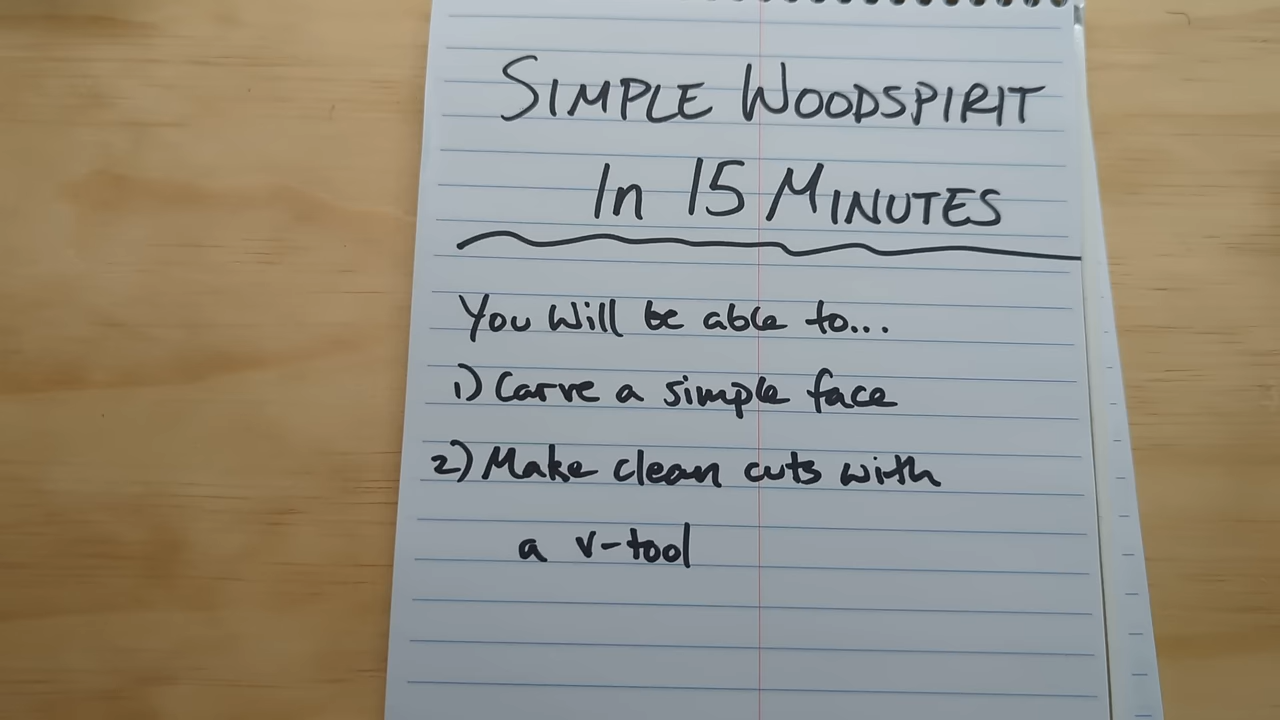 SIMPLE WOODSPIRIT
In 15 MINUTES
You will be able to...
1) Carve a simple face
2) Make clean cuts with
a v-tool